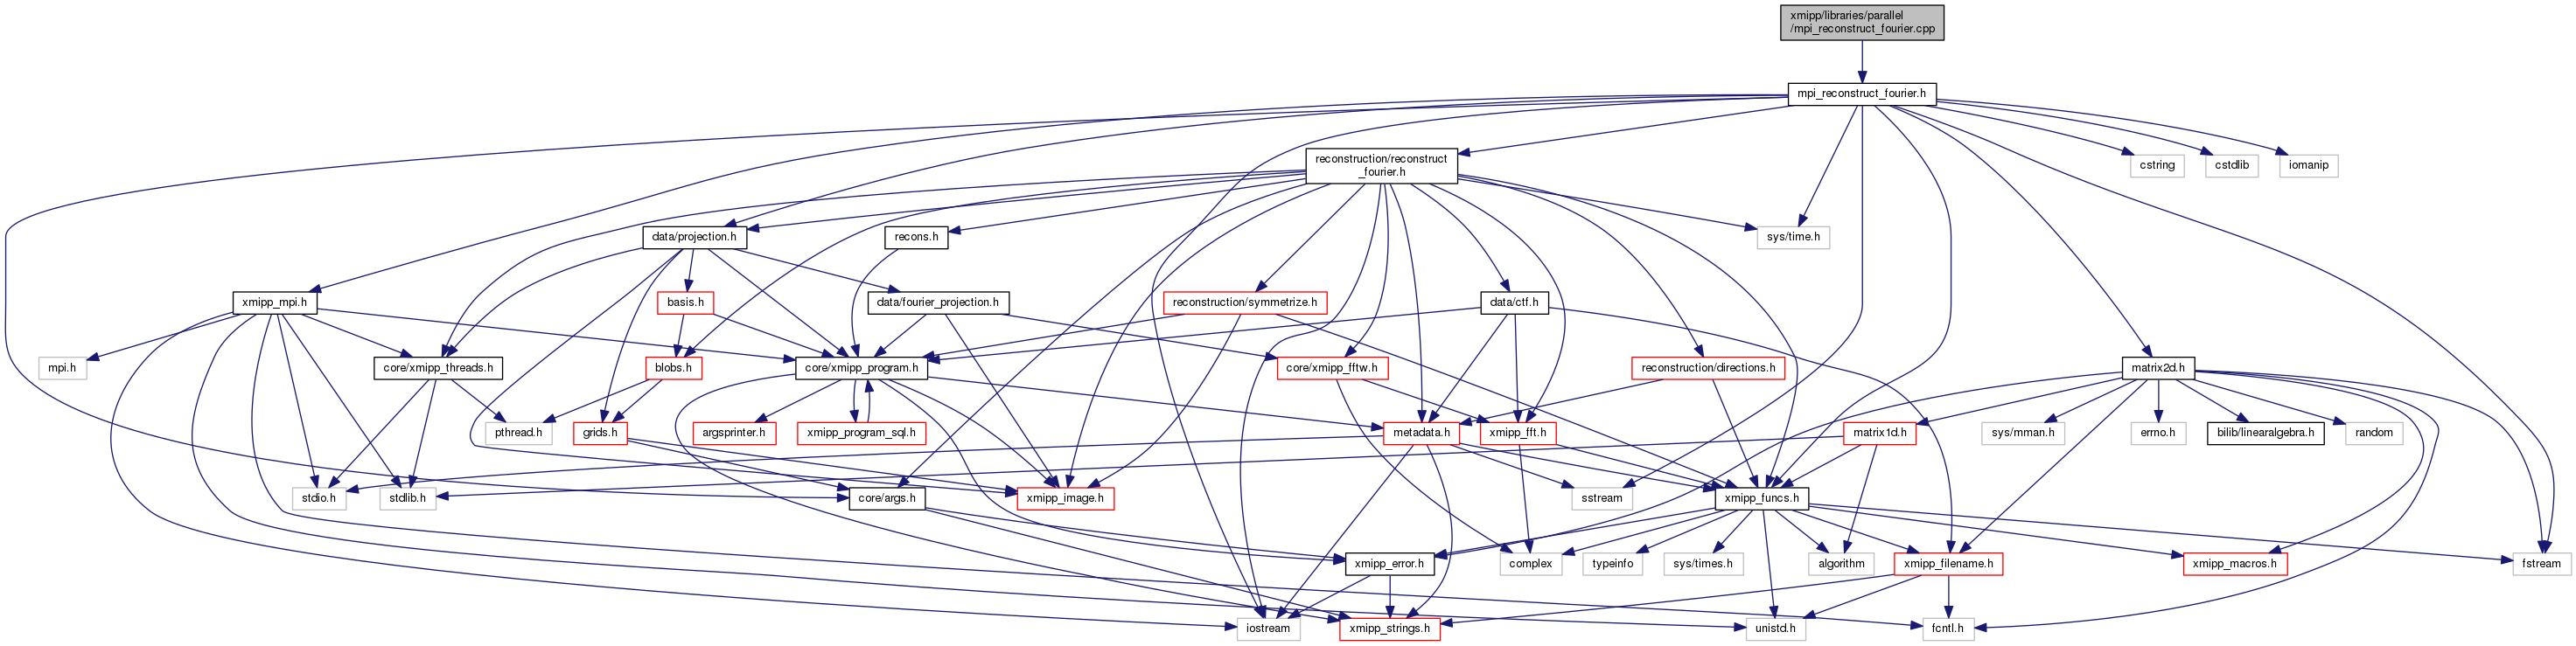 xmipp/libraries/parallel
/mpi_reconstruct_fourier.cpp
mpi_reconstruct_fourier.h
reconstruction/reconstruct
_fourier.h
cstring
cstdlib
iomanip
data/projection.h
recons.h
sys/time.h
xmipp_mpi.h
basis.h
data/fourier_projection.h
reconstruction/symmetrize.h
data/ctf.h
mpi.h
core/xmipp_threads.h
blobs.h
core/xmipp_program.h
core/xmipp_fftw.h
reconstruction/directions.h
matrix2d.h
pthread.h
grids.h
argsprinter.h
xmipp_program_sql.h
metadata.h
xmipp_fft.h
matrix1d.h
sys/mman.h
errno.h
bilib/linearalgebra.h
random
stdio.h
stdlib.h
core/args.h
xmipp_image.h
sstream
xmipp_funcs.h
xmipp_error.h
complex
typeinfo
sys/times.h
algorithm
xmipp_filename.h
xmipp_macros.h
fstream
iostream
xmipp_strings.h
unistd.h
fcntl.h